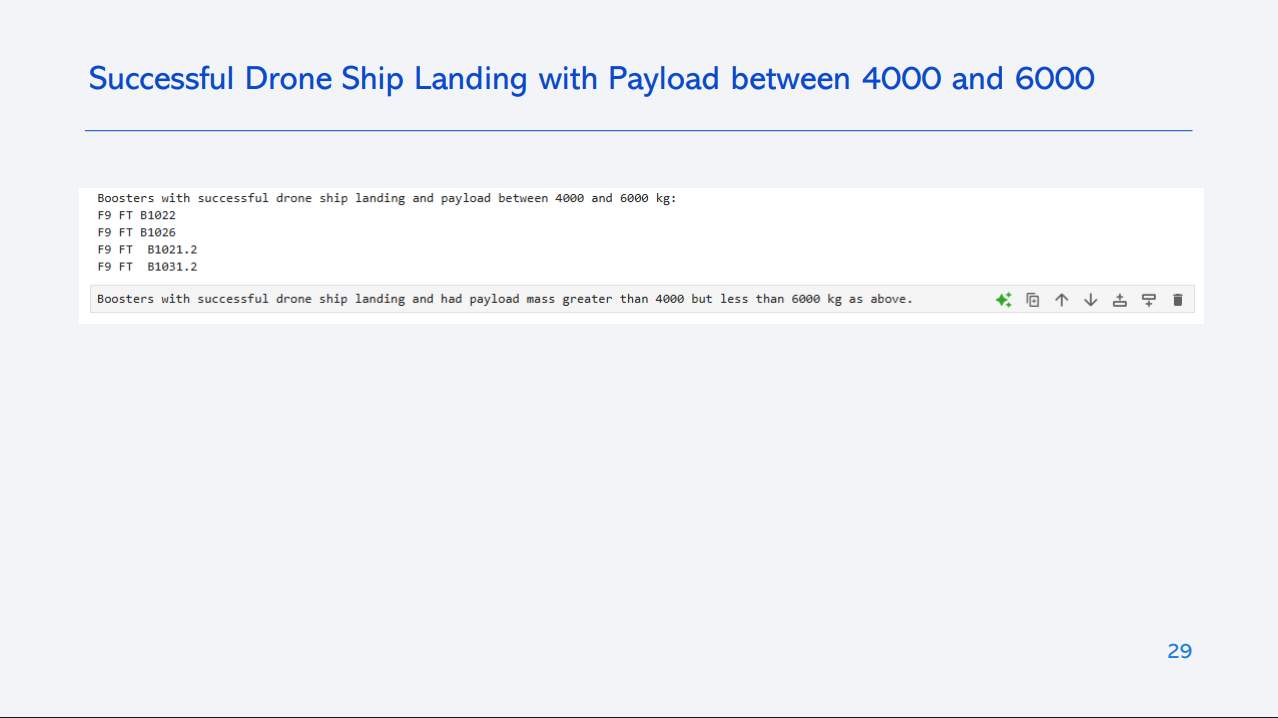 Successful Drone Ship Landing with Payload between 4000 and 6000
Boosters with successful drone ship landing and payload between 4000 and 6000 kg:
F9 FT B1022
F9 FT B1026
F9 FT  B1021.2
F9 FT  B1031.2
Boosters with successful drone ship landing and had payload mass greater than 4000 but less than 6000 kg as above.
29